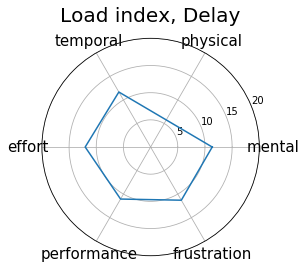 Load index, Delay
temporal
physical
20
15
10
5
effort
mental
performance
frustration